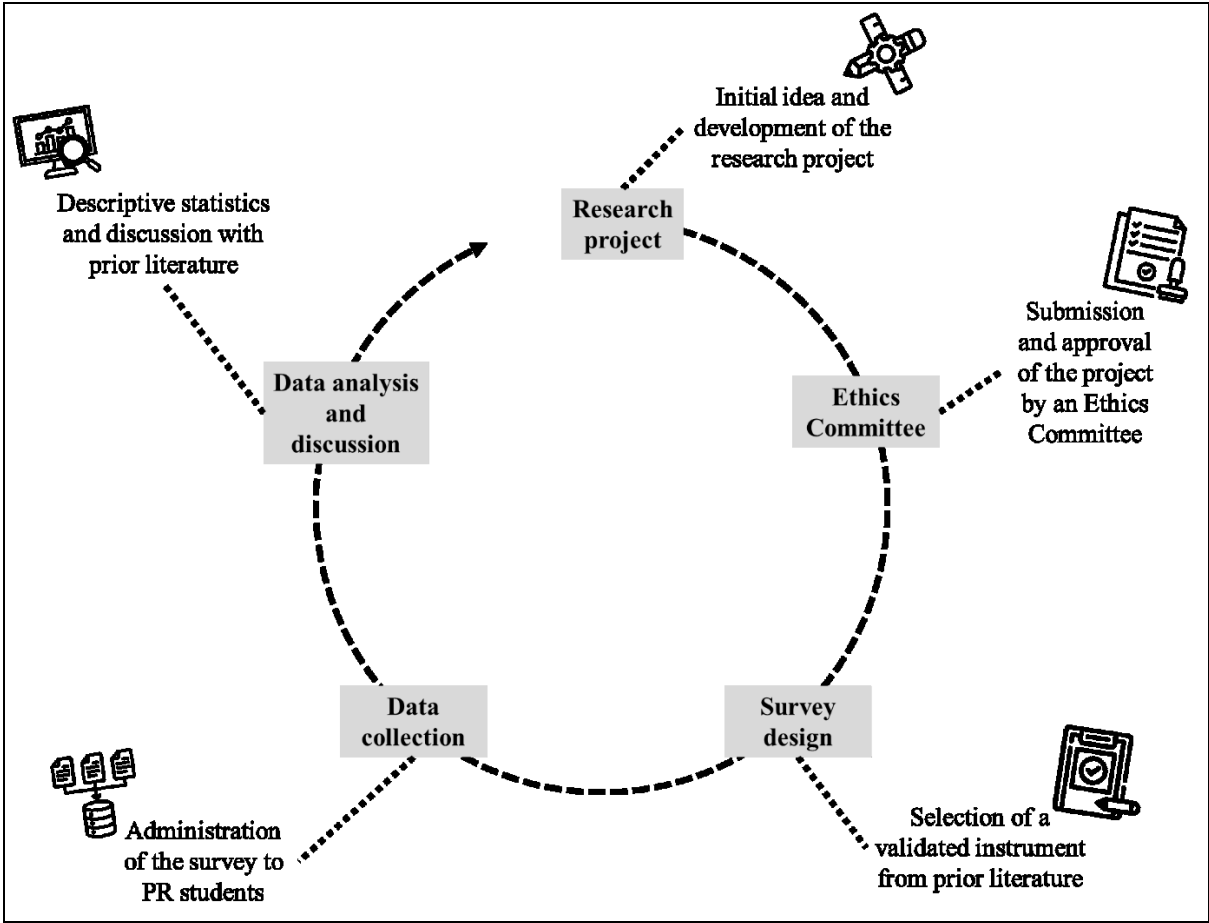 Initial idea and
development of the
research project
Research
project
Submission
and approval
of the project
by an Ethics
Committee
Ethics
Committee
Survey
design
Selection of a
validated instrument
from prior literature
Data
collection
Administration
of the survey to
PR students
Data analysis
and
discussion
Descriptive statistics
and discussion with
prior literature